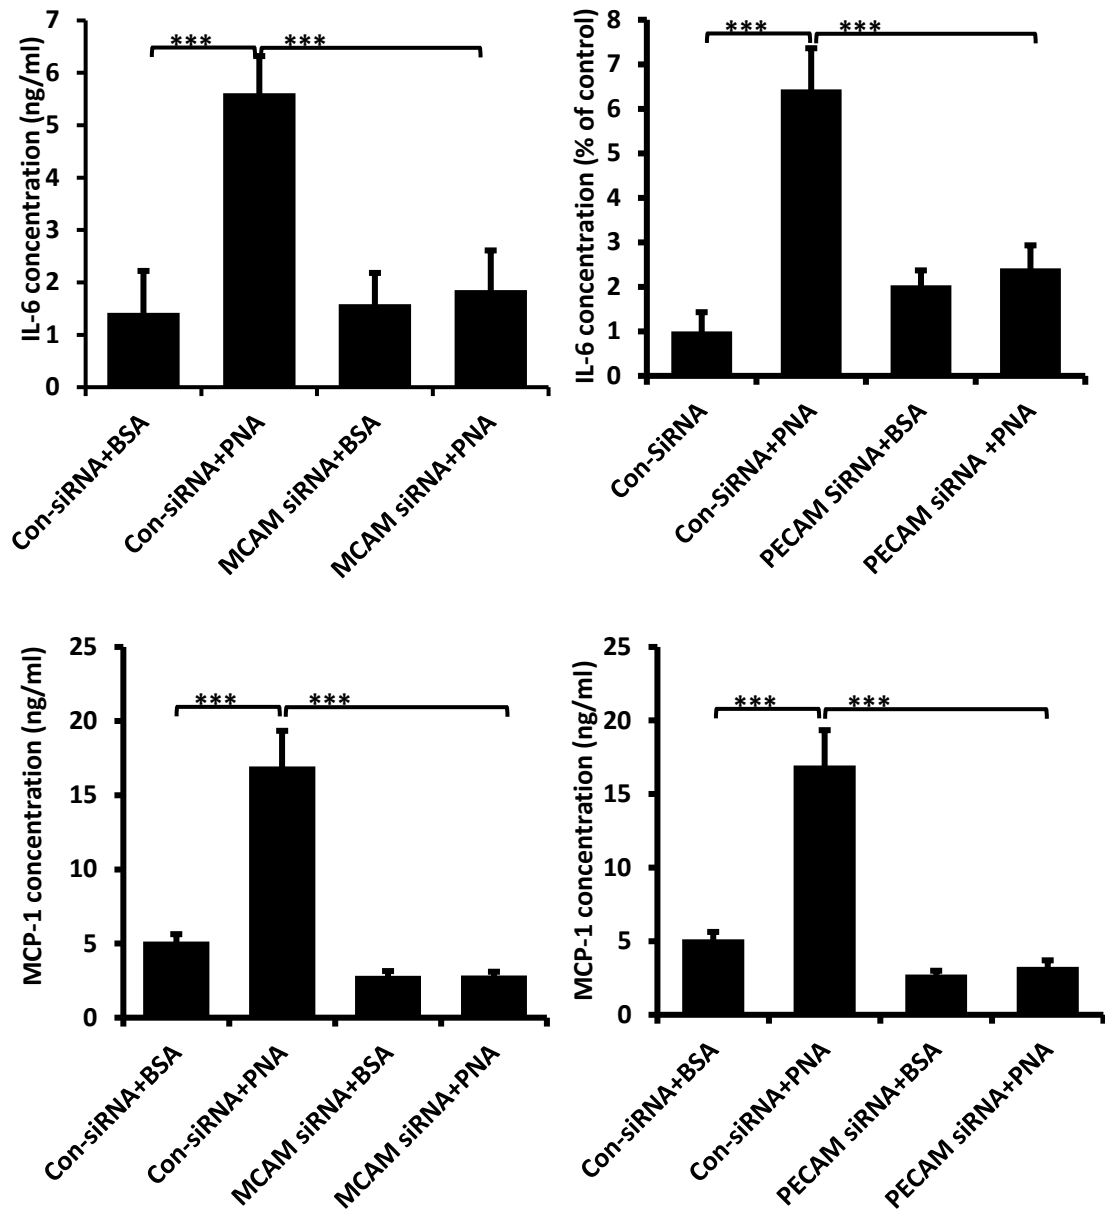 IL-6 concentration (ng/ml)
7
6
5
4
3
2
1
0
*** ***
Con-siRNA+BSA
Con-siRNA+PNA
MCAM siRNA+BSA
MCAM siRNA+PNA
IL-6 concentration (% of control)
8
7
6
5
4
3
2
1
0
*** ***
Con-SiRNA
Con-SiRNA+PNA
PECAM SiRNA+BSA
PECAM siRNA +PNA
MCP-1 concentration (ng/ml)
25
20
15
10
5
0
*** ***
Con-siRNA+BSA
Con-siRNA+PNA
MCAM siRNA+BSA
MCAM siRNA+PNA
MCP-1 concentration (ng/ml)
25
20
15
10
5
0
*** ***
Con-siRNA+BSA
Con-siRNA+PNA
PECAM siRNA+BSA
PECAM siRNA+PNA